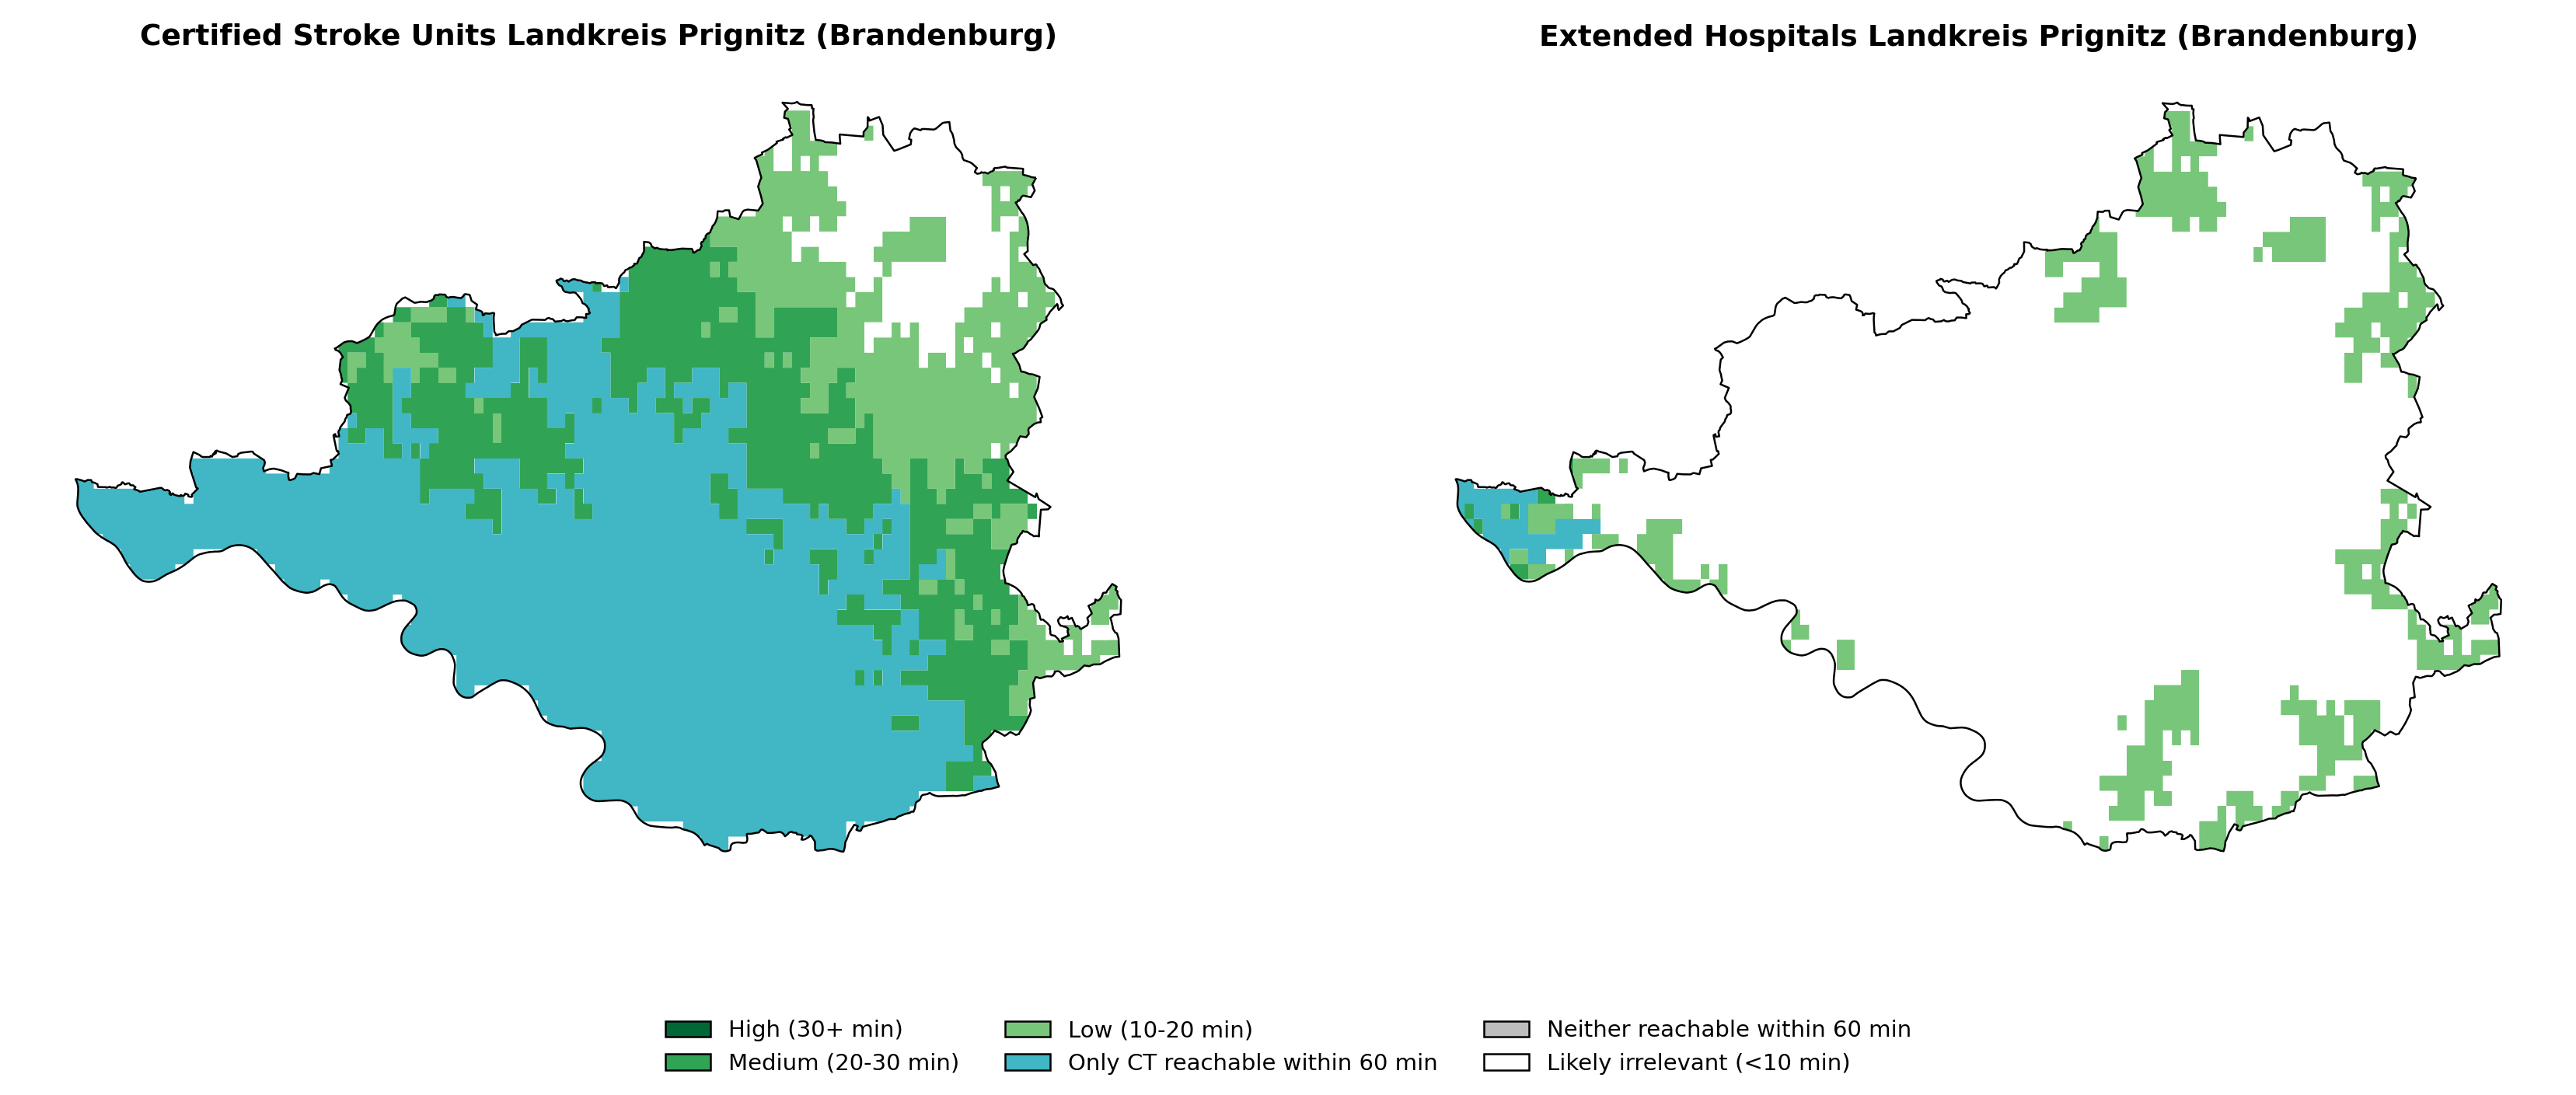 Certified Stroke Units Landkreis Prignitz (Brandenburg)
Extended Hospitals Landkreis Prignitz (Brandenburg)
High (30+ min)
Medium (20-30 min)
Low (10-20 min)
Only CT reachable within 60 min
Neither reachable within 60 min
Likely irrelevant (<10 min)